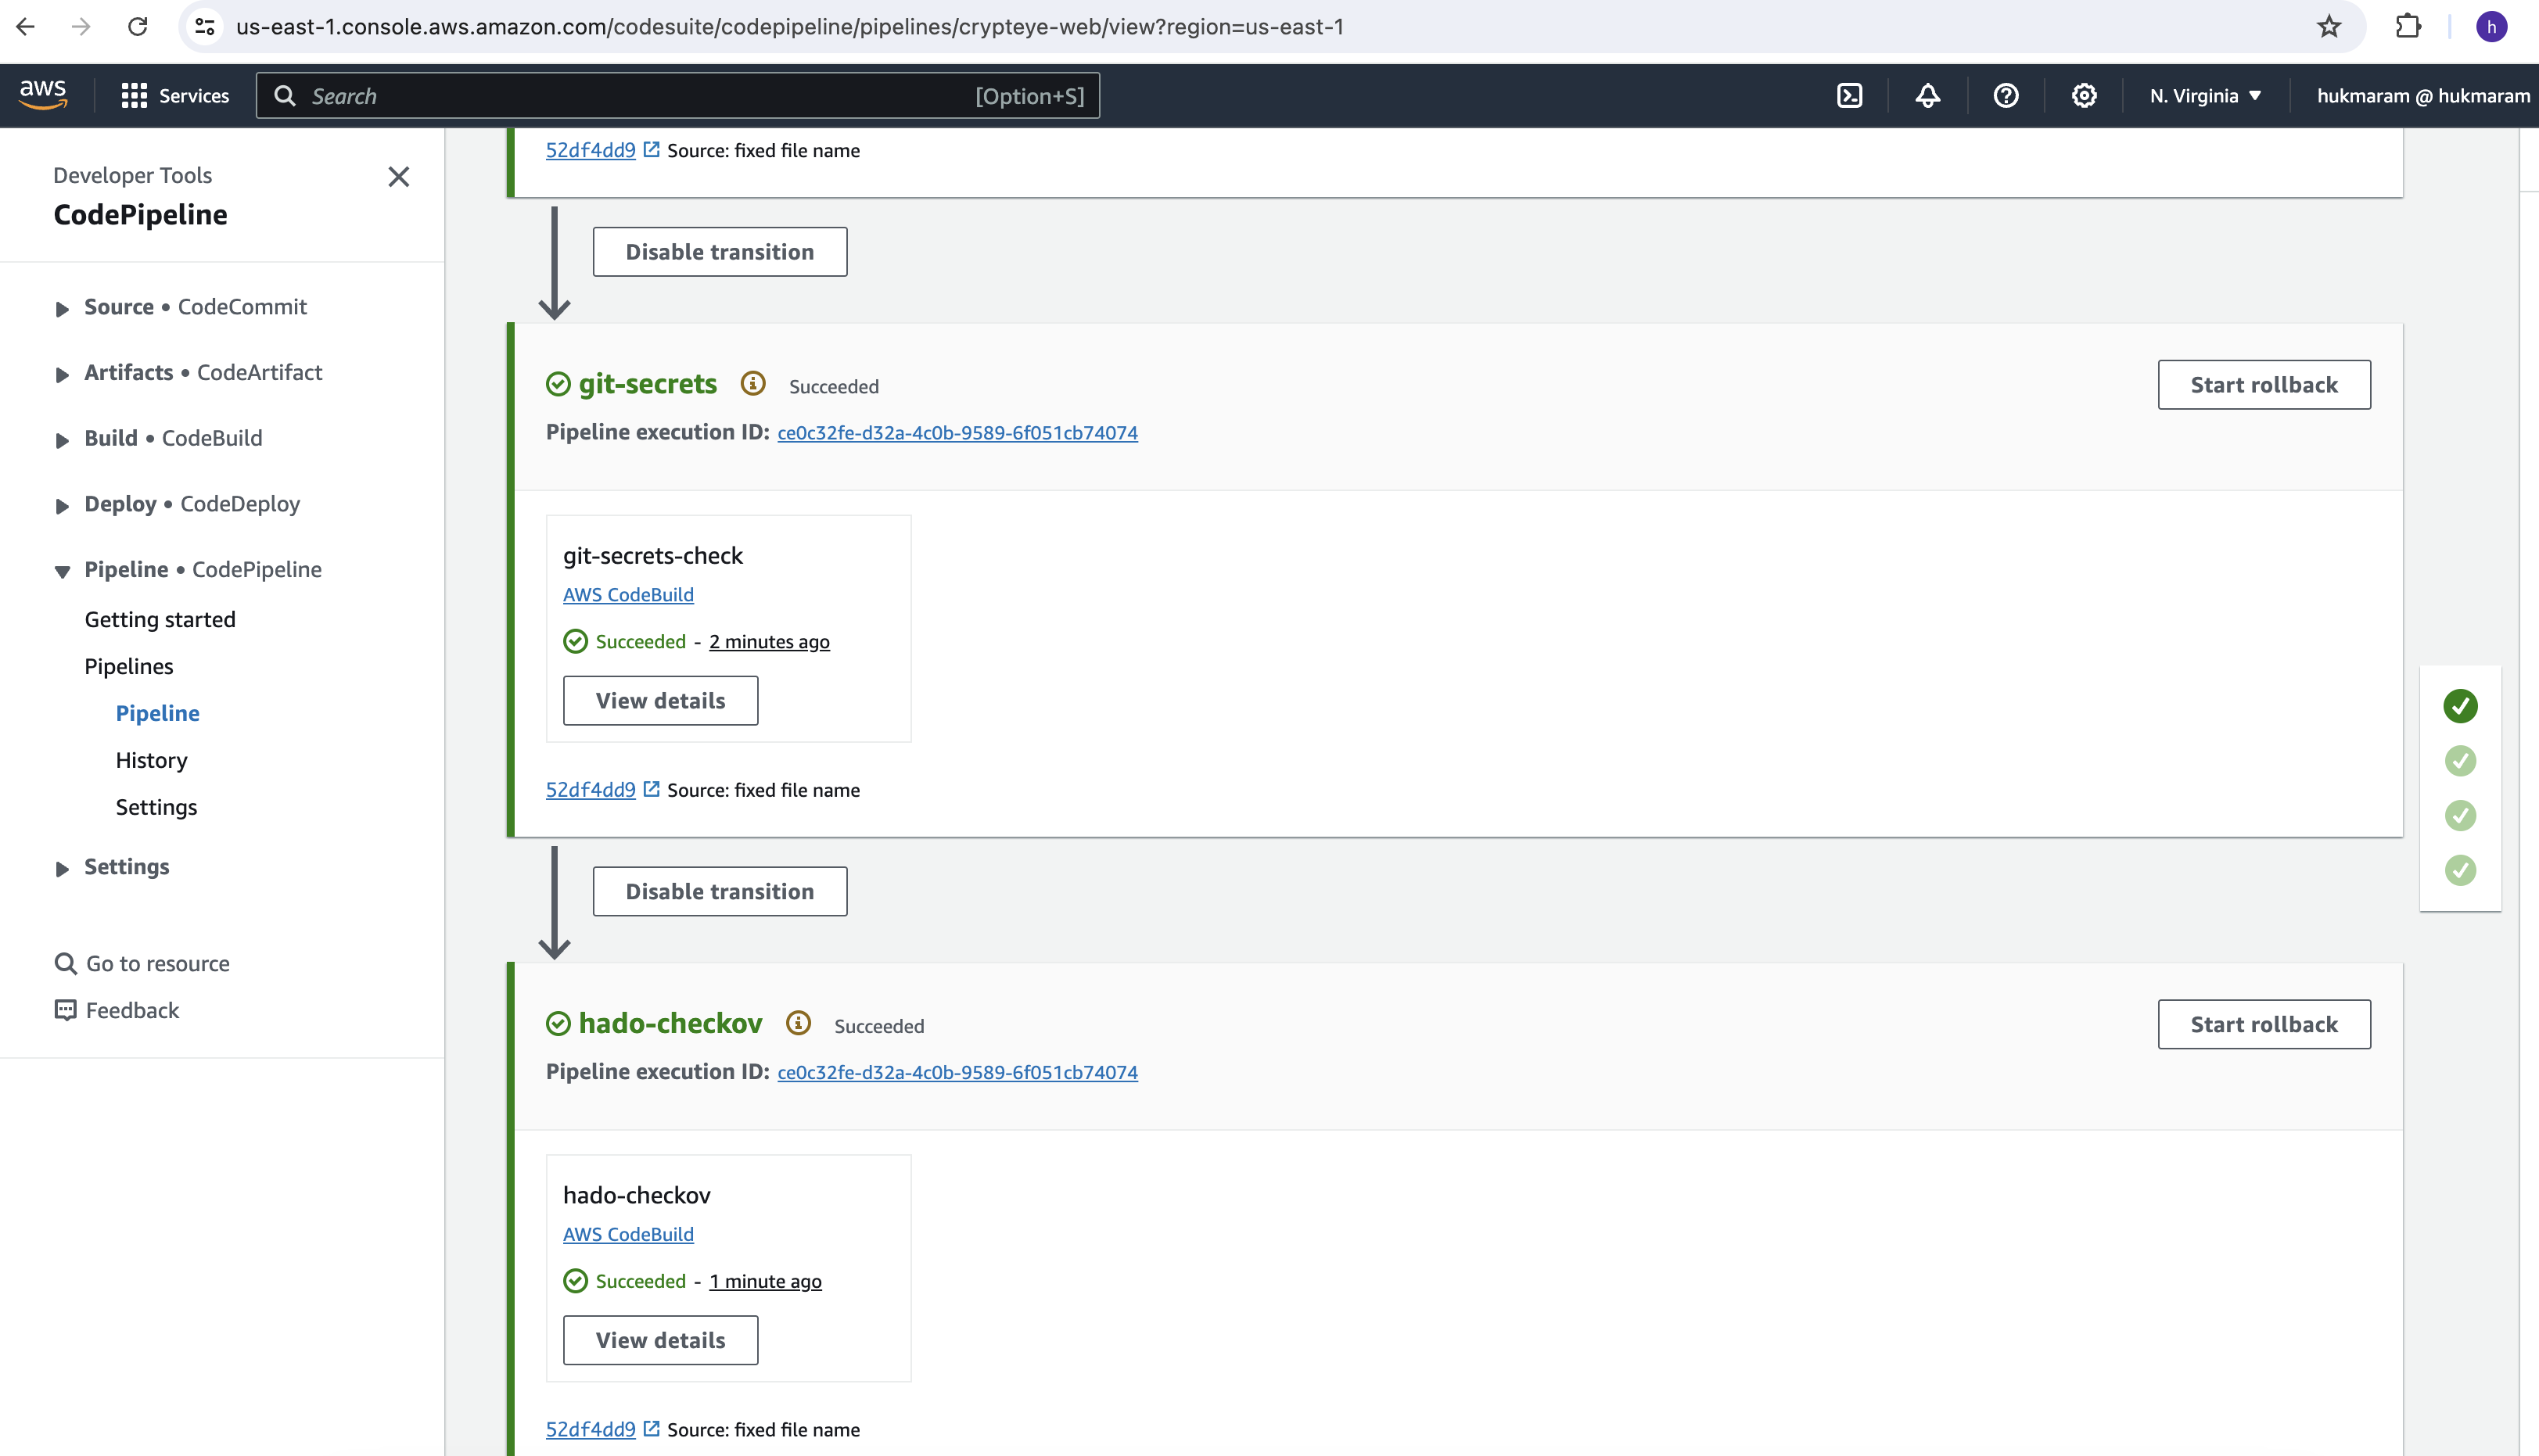 us-east-1.console.aws.amazon.com/codesuite/codepipeline/pipelines/crypteye-web/view?region=us-east-1
h
aws
Services
Search
[Option+S]
N. Virginia
hukmaram @ hukmaram
Developer Tools
CodePipeline
Source • CodeCommit
Artifacts • CodeArtifact
Build • CodeBuild
Deploy • CodeDeploy
Pipeline • CodePipeline
Getting started
Pipelines
Pipeline
History
Settings
Settings
Go to resource
Feedback
52df4dd9 Source: fixed file name
Disable transition
git-secrets
Succeeded
Start rollback
Pipeline execution ID: ce0c32fe-d32a-4c0b-9589-6f051cb74074
git-secrets-check
AWS CodeBuild
Succeeded - 2 minutes ago
View details
52df4dd9 Source: fixed file name
Disable transition
hado-checkov
Succeeded
Start rollback
Pipeline execution ID: ce0c32fe-d32a-4c0b-9589-6f051cb74074
hado-checkov
AWS CodeBuild
Succeeded - 1 minute ago
View details
52df4dd9 Source: fixed file name